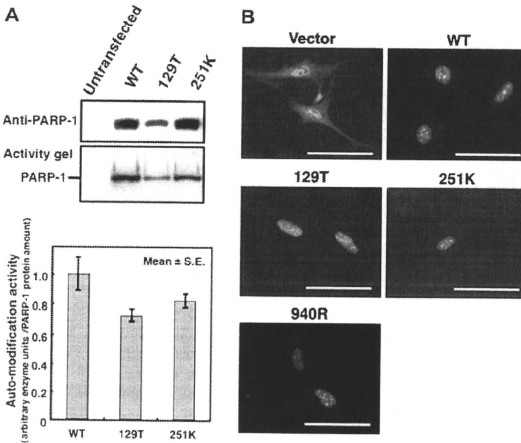 A
Untransfected
WT
129T
251K
Anti-PARP-1
Activity gel
PARP-1
Auto-modification activity
(arbitrary enzyme units /PARP-1 protein amount)
Mean ± S.E.
1.0
0.8
0.6
0.4
0.2
0
WT
129T
251K
B
Vector
WT
129T
251K
940R